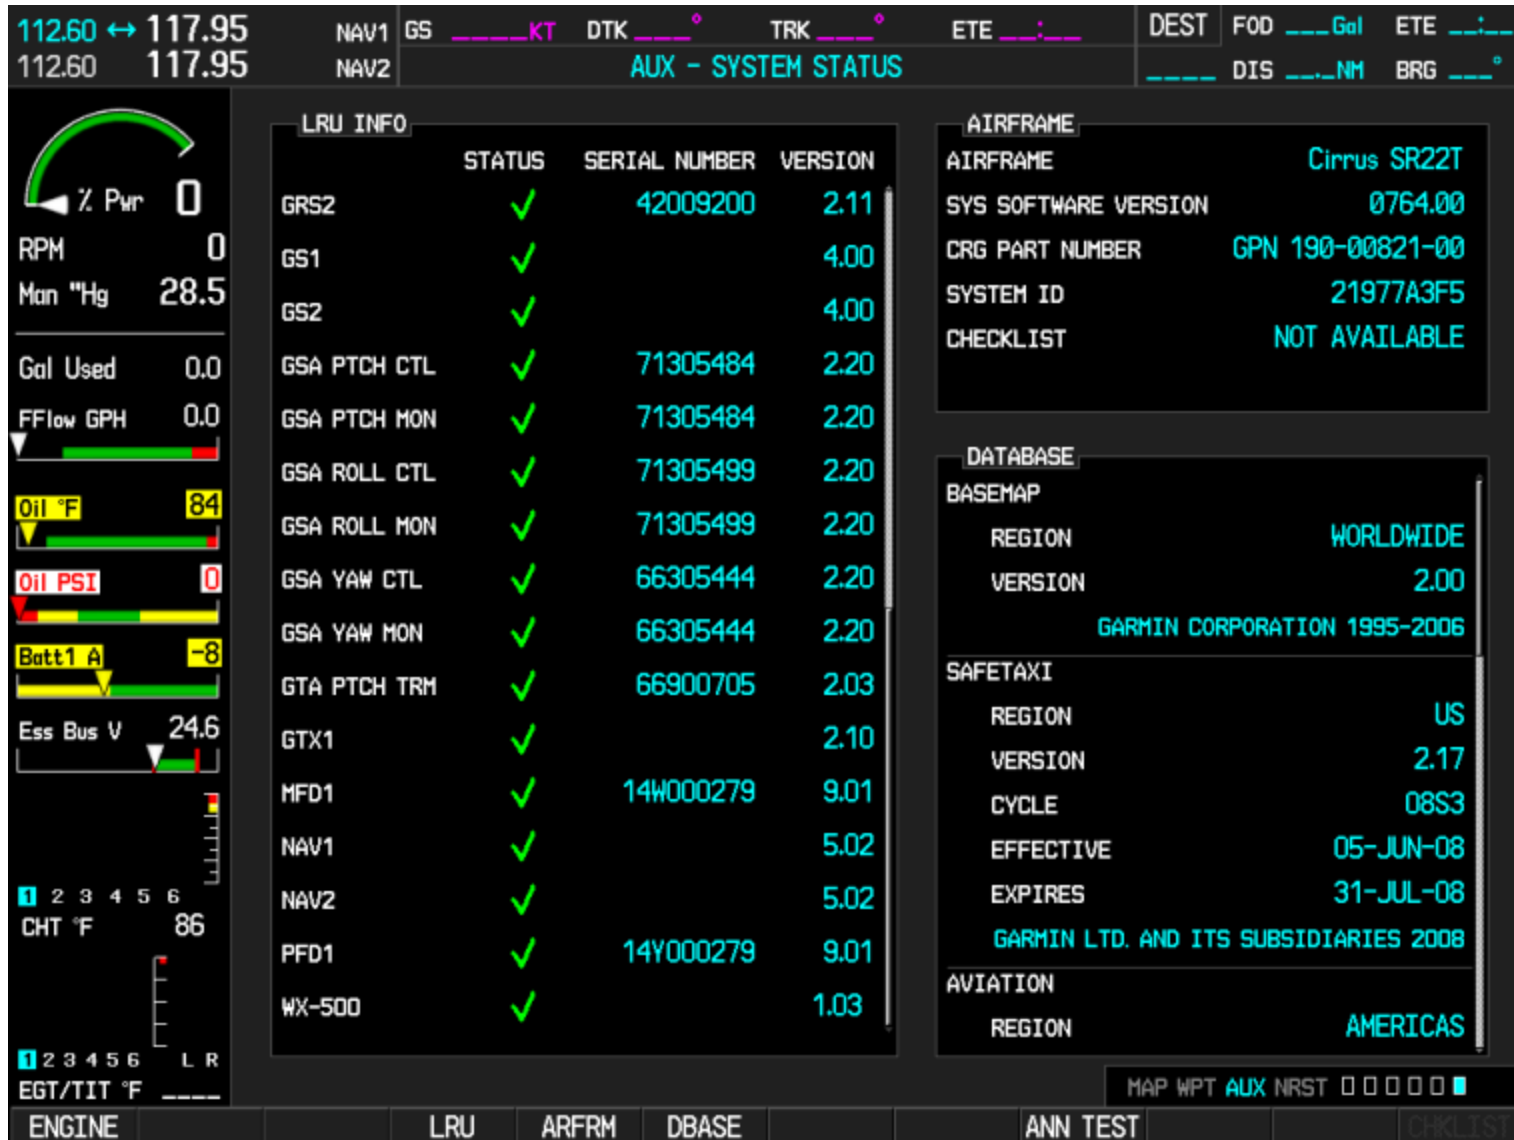 112.60 ↔ 117.95 NAV1 GS ____KT DTK ___° TRK ___° ETE __:__ DEST FOD ___Gal ETE __:__
112.60 117.95 NAV2 AUX - SYSTEM STATUS ____ DIS __._NM BRG ___°
% Pwr 0
RPM 0
Man "Hg 28.5
Gal Used 0.0
FFlow GPH 0.0
Oil °F 84
Oil PSI 0
Batt1 A -8
Ess Bus V 24.6
1 2 3 4 5 6
CHT °F 86
1 2 3 4 5 6 L R
EGT/TIT °F ____
LRU INFO
STATUS SERIAL NUMBER VERSION
GRS2 ✓ 42009200 2.11
GS1 ✓ 4.00
GS2 ✓ 4.00
GSA PTCH CTL ✓ 71305484 2.20
GSA PTCH MON ✓ 71305484 2.20
GSA ROLL CTL ✓ 71305499 2.20
GSA ROLL MON ✓ 71305499 2.20
GSA YAW CTL ✓ 66305444 2.20
GSA YAW MON ✓ 66305444 2.20
GTA PTCH TRM ✓ 66900705 2.03
GTX1 ✓ 2.10
MFD1 ✓ 14W000279 9.01
NAV1 ✓ 5.02
NAV2 ✓ 5.02
PFD1 ✓ 14Y000279 9.01
WX-500 ✓ 1.03
AIRFRAME
AIRFRAME Cirrus SR22T
SYS SOFTWARE VERSION 0764.00
CRG PART NUMBER GPN 190-00821-00
SYSTEM ID 21977A3F5
CHECKLIST NOT AVAILABLE
DATABASE
BASEMAP
REGION WORLDWIDE
VERSION 2.00
GARMIN CORPORATION 1995-2006
SAFETAXI
REGION US
VERSION 2.17
CYCLE 08S3
EFFECTIVE 05-JUN-08
EXPIRES 31-JUL-08
GARMIN LTD. AND ITS SUBSIDIARIES 2008
AVIATION
REGION AMERICAS
MAP WPT AUX NRST
ENGINE LRU ARFRM DBASE ANN TEST CHKLIST